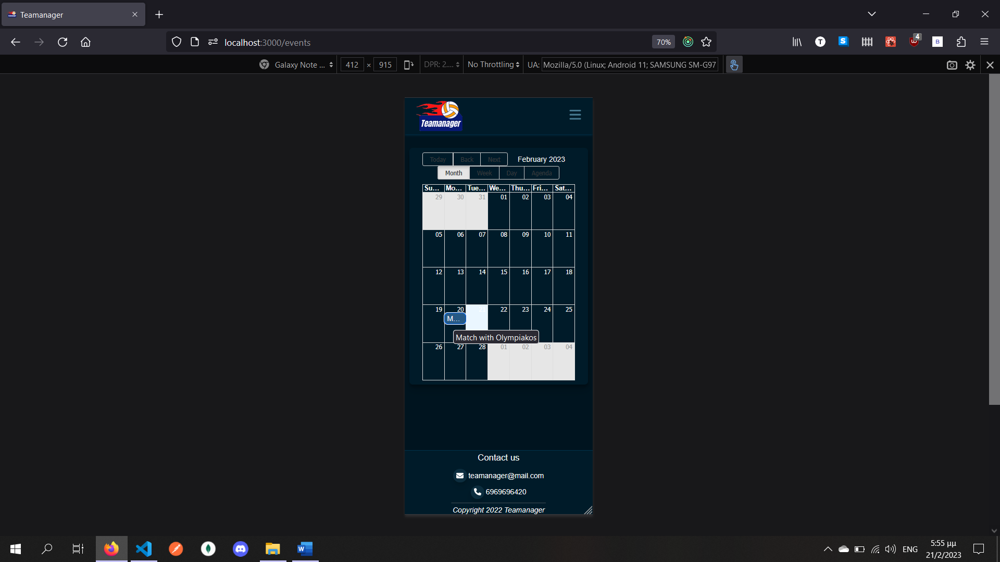 Teamanager
localhost:3000/events
70%
4
Galaxy Note ...
412 × 915
DPR: 2....
No Throttling
UA: Mozilla/5.0 (Linux; Android 11; SAMSUNG SM-G97
Teamanager
Today Back Next February 2023
Month Week Day Agenda
Su... Mo... Tue... We... Thu... Fri... Sat...
29 30 31 01 02 03 04
05 06 07 08 09 10 11
12 13 14 15 16 17 18
19 20 21 22 23 24 25
M...
Match with Olympiakos
26 27 28 01 02 03 04
Contact us
teamanager@mail.com
6969696420
Copyright 2022 Teamanager
ENG
5:55 μμ
21/2/2023